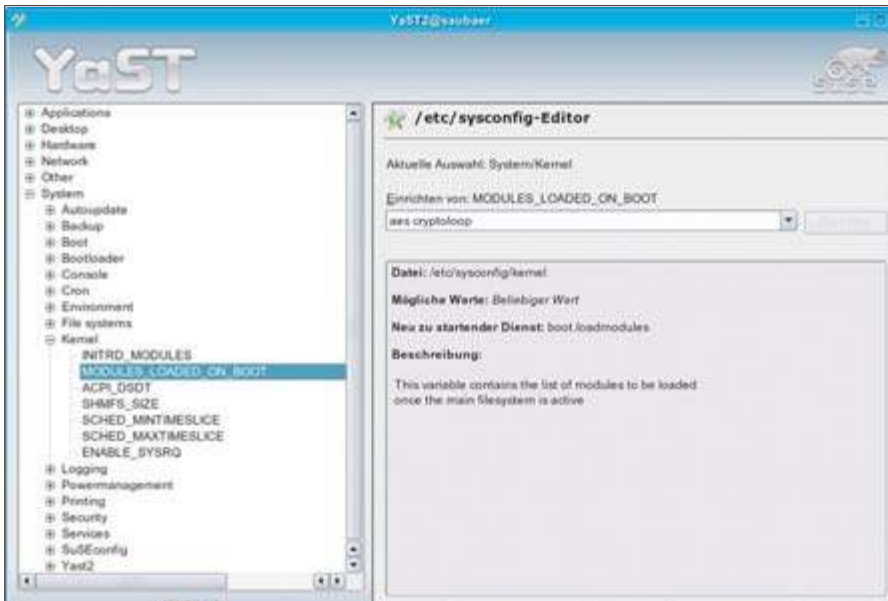 YaST2@saubaer
YaST
SUSE
Applications
Desktop
Hardware
Network
Other
System
Autoupdate
Backup
Boot
Bootloader
Console
Cron
Environment
File systems
Kernel
INITRD_MODULES
MODULES_LOADED_ON_BOOT
ACPI_DSDT
SHMFS_SIZE
SCHED_MINTIMESLICE
SCHED_MAXTIMESLICE
ENABLE_SYSRQ
Logging
Powermanagement
Printing
Security
Services
SuSEconfig
Yast2
/etc/sysconfig-Editor
Aktuelle Auswahl: System/Kernel
Einrichten von: MODULES_LOADED_ON_BOOT
aes cryptoloop
Datei: /etc/sysconfig/kernel
Mögliche Werte: Beliebiger Wert
Neu zu startender Dienst: boot.loadmodules
Beschreibung:
This variable contains the list of modules to be loaded
once the main filesystem is active